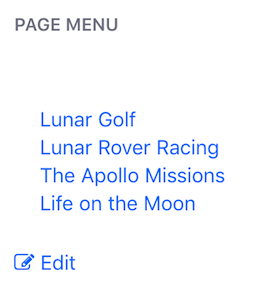 PAGE MENU
Lunar Golf
Lunar Rover Racing
The Apollo Missions
Life on the Moon
Edit